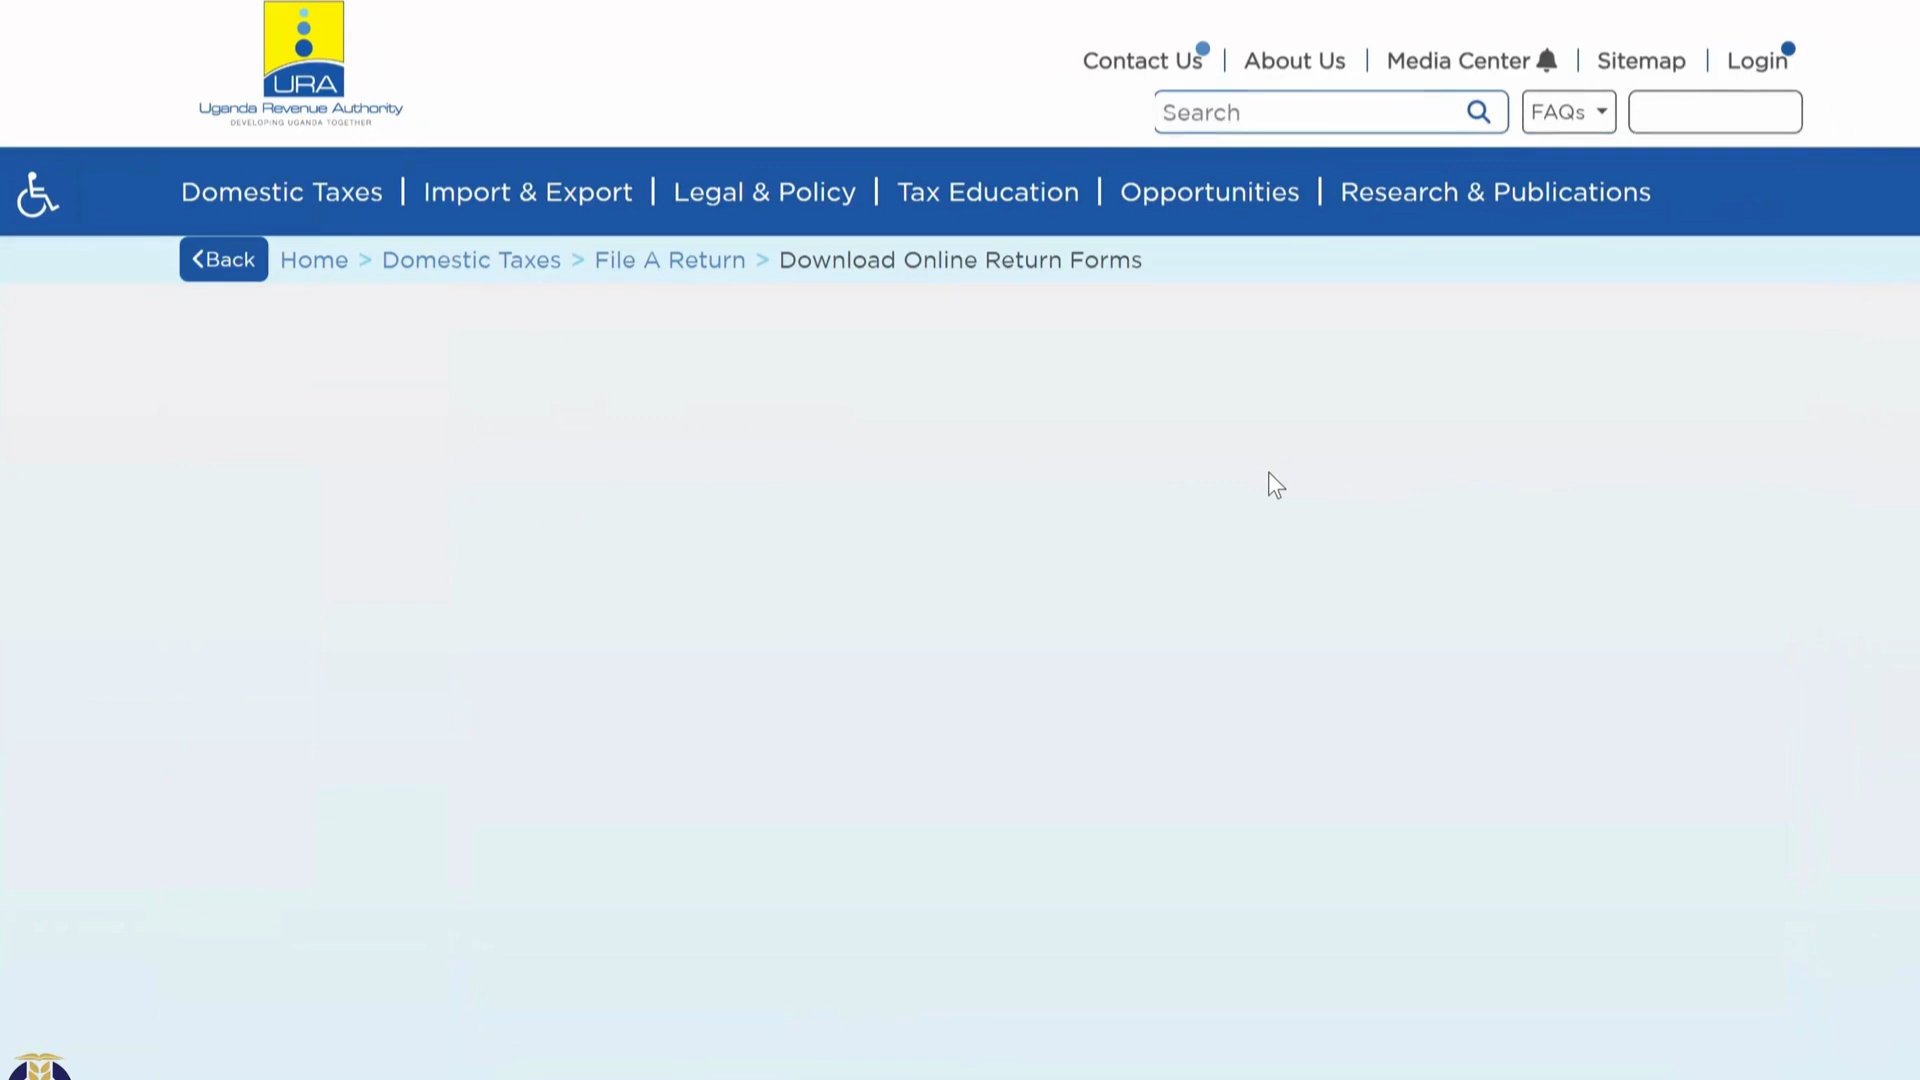 URA
Uganda Revenue Authority
DEVELOPING UGANDA TOGETHER
Contact Us | About Us | Media Center | Sitemap | Login
Search
FAQs
Domestic Taxes | Import & Export | Legal & Policy | Tax Education | Opportunities | Research & Publications
Back Home > Domestic Taxes > File A Return > Download Online Return Forms